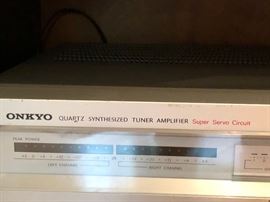 ONKYO QUARTZ SYNTHESIZED TUNER AMPLIFIER Super Servo Circuit
PEAK POWER
LEFT CHANNEL RIGHT CHANNEL